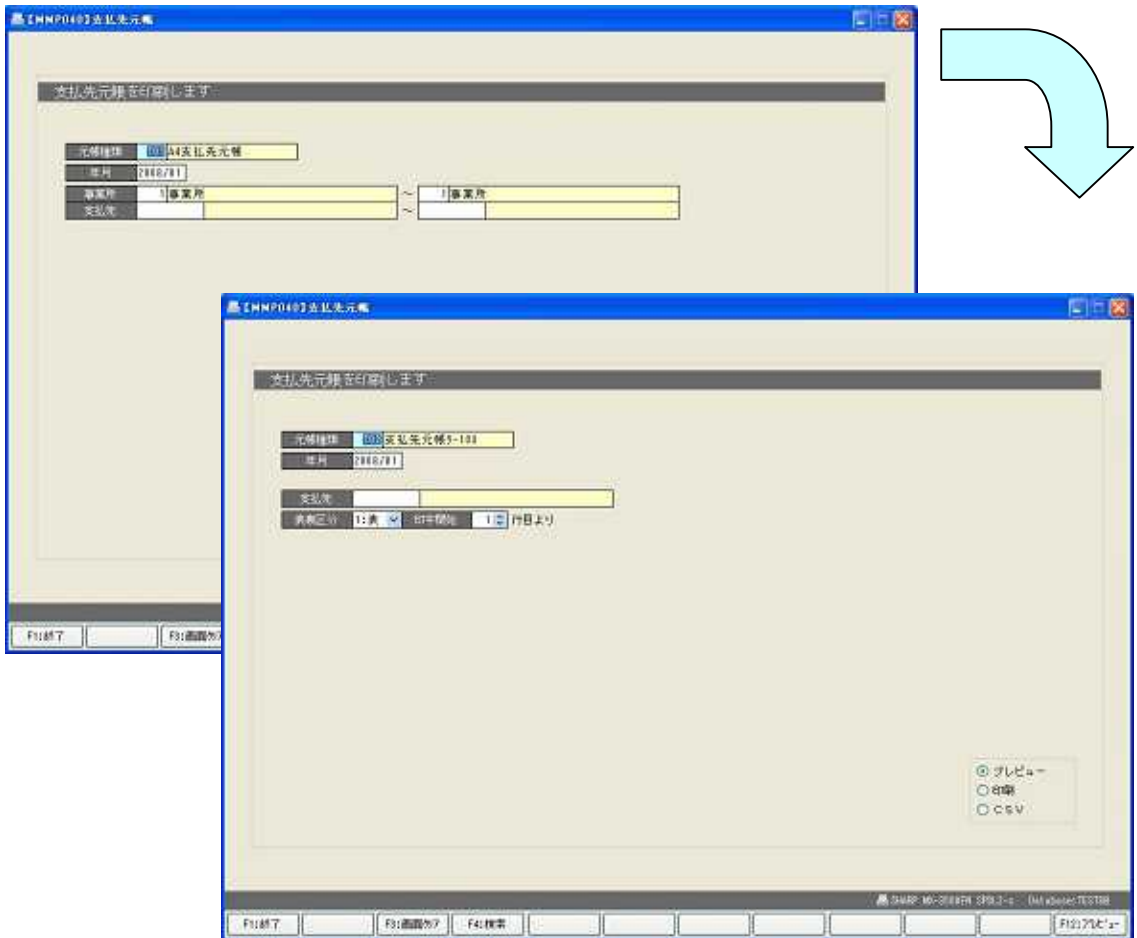 【MMP040】支払先元帳
支払先元帳を印刷します
元帳種類 A4支払先元帳
年月 2008/01
事業所 1 事業所 ～ 1 事業所
支払先 ～
F1:終了 F3:画面ｸﾘｱ
【MMP040】支払先元帳
支払先元帳を印刷します
元帳種類 支払先元帳ﾗ-103
年月 2008/01
支払先
表裏区分 1:表 印字開始 1 行目より
プレビュー
印刷
ＣＳＶ
Database:TEST00
F1:終了 F3:画面ｸﾘｱ F4:検索 F12:ﾌﾟﾚﾋﾞｭｰ